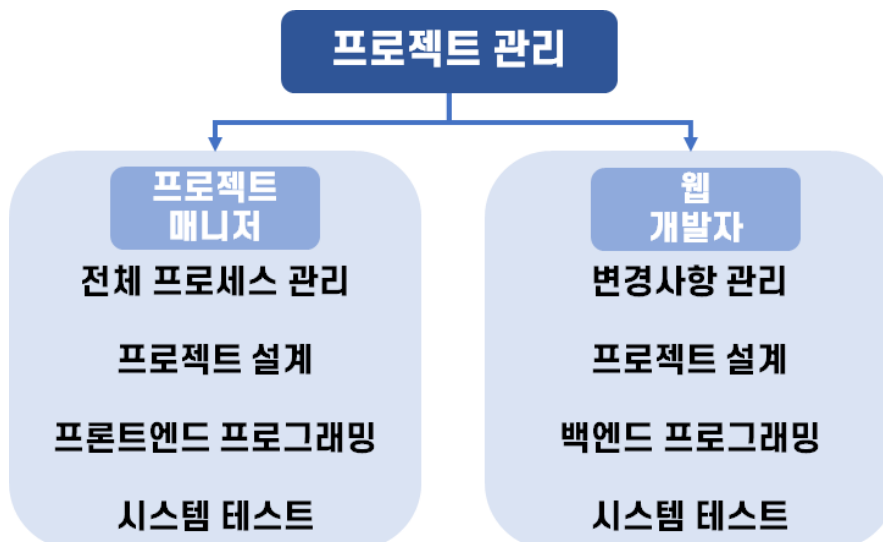 프로젝트 관리
프로젝트
매니저
전체 프로세스 관리
프로젝트 설계
프론트엔드 프로그래밍
시스템 테스트
웹
개발자
변경사항 관리
프로젝트 설계
백엔드 프로그래밍
시스템 테스트